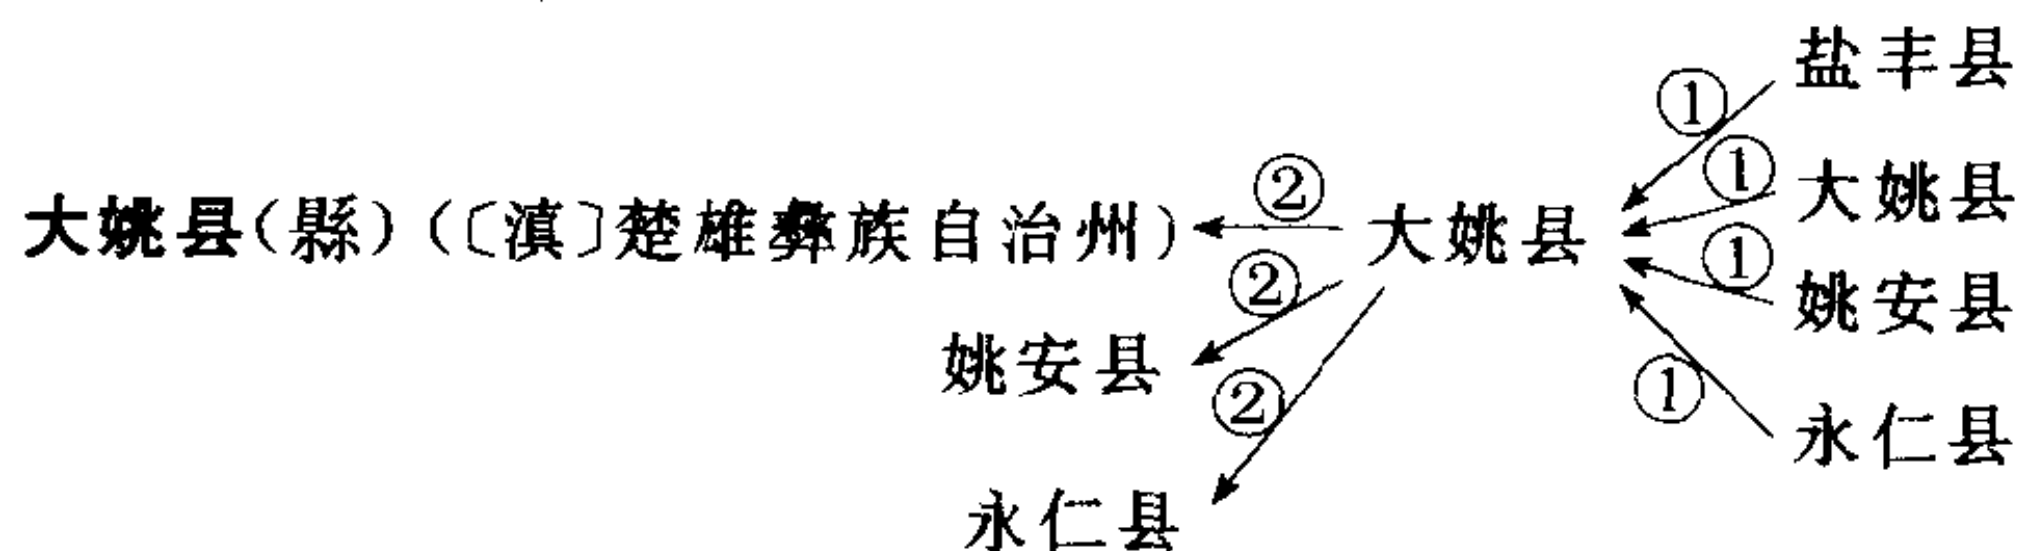 盐丰县
① 
① 大姚县
大姚县(縣)(〔滇〕楚雄彝族自治州) ② 大姚县
② ① 姚安县
姚安县
② ① 永仁县
永仁县